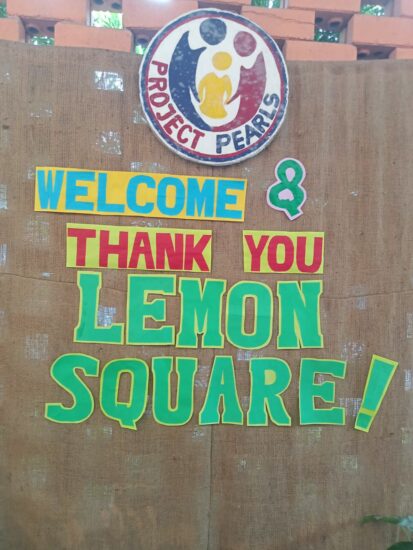 PROJECT PEARLS
WELCOME &
THANK YOU
LEMON
SQUARE!